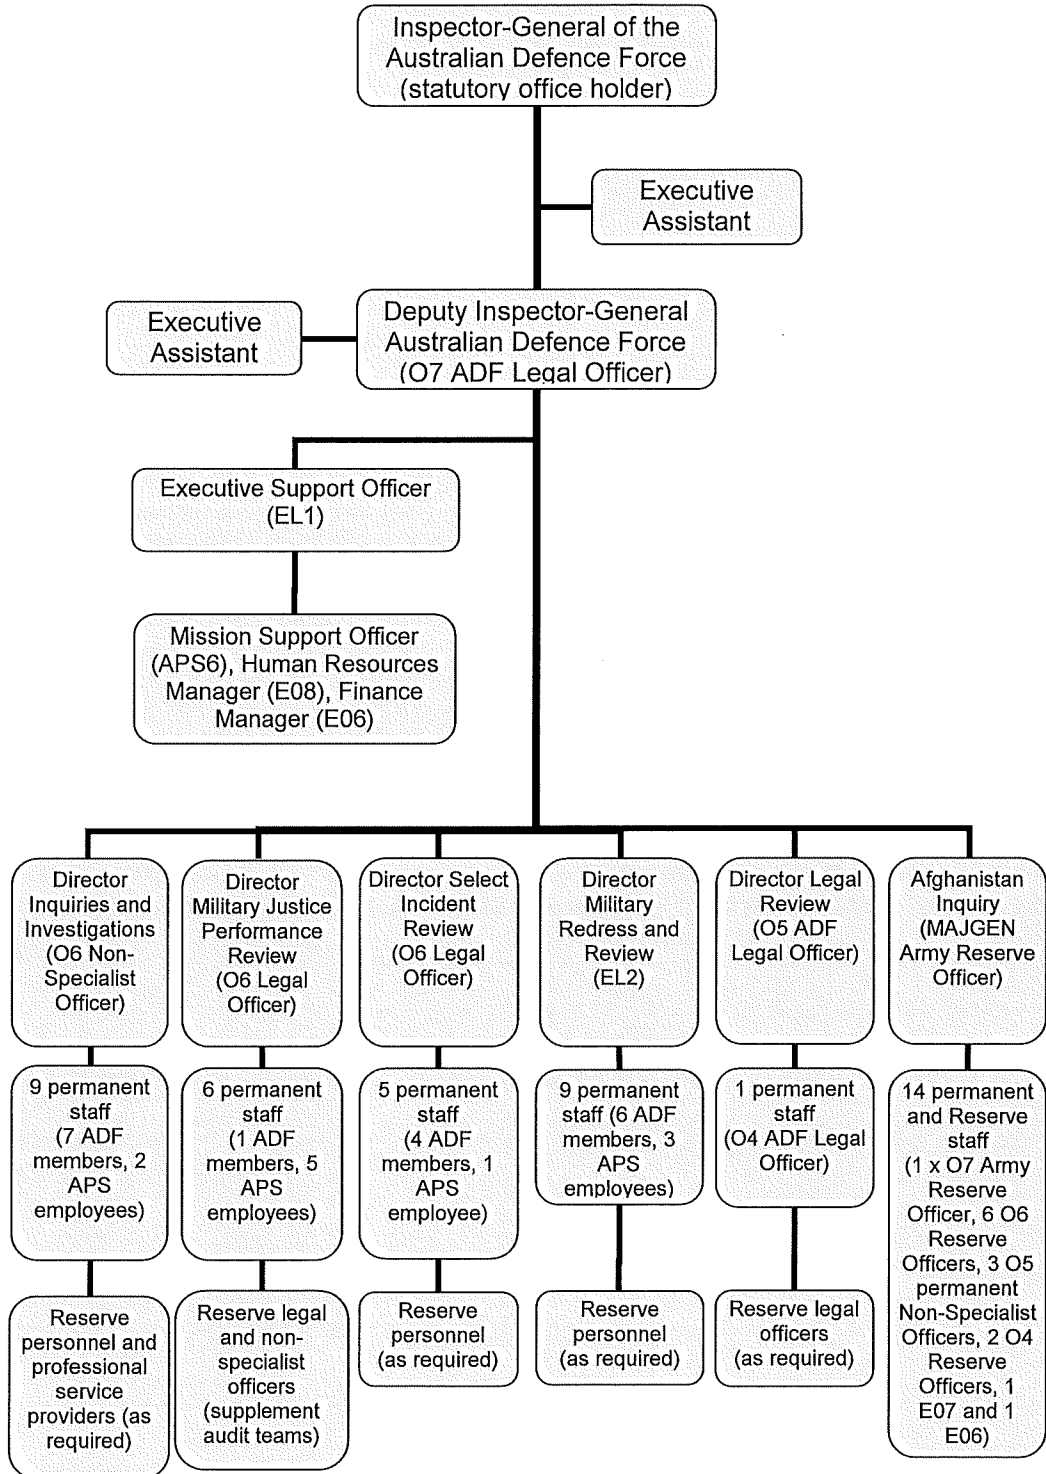 Inspector-General of the
Australian Defence Force
(statutory office holder)
Executive
Assistant
Deputy Inspector-General
Australian Defence Force
(O7 ADF Legal Officer)
Executive
Assistant
Executive Support Officer
(EL1)
Mission Support Officer
(APS6), Human Resources
Manager (E08), Finance
Manager (E06)
Director
Inquiries and
Investigations
(O6 Non-
Specialist
Officer)
Director
Military Justice
Performance
Review
(O6 Legal
Officer)
Director Select
Incident
Review
(O6 Legal
Officer)
Director
Military
Redress and
Review
(EL2)
Director Legal
Review
(O5 ADF
Legal Officer)
Afghanistan
Inquiry
(MAJGEN
Army Reserve
Officer)
9 permanent
staff
(7 ADF
members, 2
APS
employees)
6 permanent
staff
(1 ADF
members, 5
APS
employees)
5 permanent
staff
(4 ADF
members, 1
APS
employee)
9 permanent
staff (6 ADF
members, 3
APS
employees)
1 permanent
staff
(O4 ADF Legal
Officer)
14 permanent
and Reserve
staff
(1 x O7 Army
Reserve
Officer, 6 O6
Reserve
Officers, 3 O5
permanent
Non-Specialist
Officers, 2 O4
Reserve
Officers, 1
E07 and 1
E06)
Reserve
personnel and
professional
service
providers (as
required)
Reserve legal
and non-
specialist
officers
(supplement
audit teams)
Reserve
personnel
(as required)
Reserve
personnel
(as required)
Reserve legal
officers
(as required)